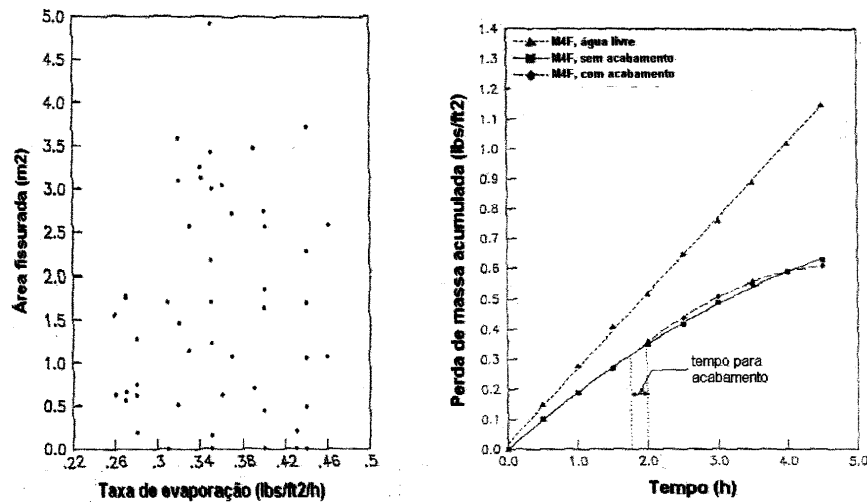 5.0
4.5
4.0
3.5
3.0
2.5
2.0
1.5
1.0
0.5
0.0
Área fissurada (m2)
.22 .26 .3 .34 .38 .42 .46 .5
Taxa de evaporação (lbs/ft2/h)
1.4
1.3
1.2
1.1
1.0
0.9
0.8
0.7
0.6
0.5
0.4
0.3
0.2
0.1
0.0
Perda de massa acumulada (lbs/ft2)
M4F, água livre
M4F, sem acabamento
M4F, com acabamento
tempo para
acabamento
0.0 1.0 2.0 3.0 4.0 5.0
Tempo (h)